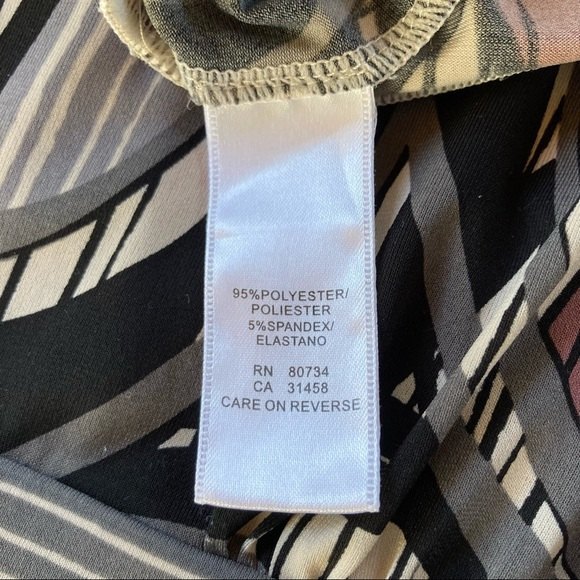 95%POLYESTER/
POLIESTER
5%SPANDEX/
ELASTANO
RN 80734
CA 31458
CARE ON REVERSE